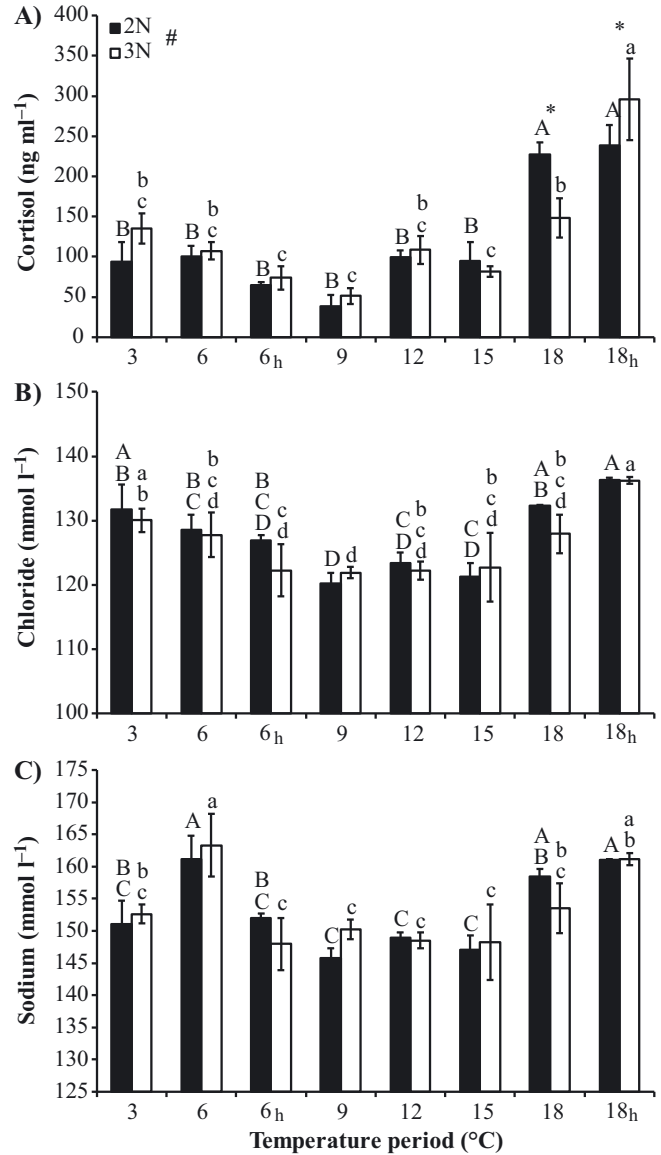 A)
400
350
300
250
200
150
100
50
0
Cortisol (ng ml⁻¹)
2N
3N
#
B
b
c
B
b
c
B
c
B
c
B
b
c
B
c
*
A
b
*
A
a
3 6 6h 9 12 15 18 18h
B)
150
140
130
120
110
100
Chloride (mmol l⁻¹)
A
B
a
b
B
C
b
c
d
B
C
D
c
d
D
d
C
D
b
c
d
C
D
b
c
d
A
B
b
c
d
A
a
3 6 6h 9 12 15 18 18h
C)
175
170
165
160
155
150
145
140
135
130
125
Sodium (mmol l⁻¹)
B
C
b
c
A
a
B
C
c
C
c
C
c
C
c
A
B
b
c
A
a
b
3 6 6h 9 12 15 18 18h
Temperature period (°C)